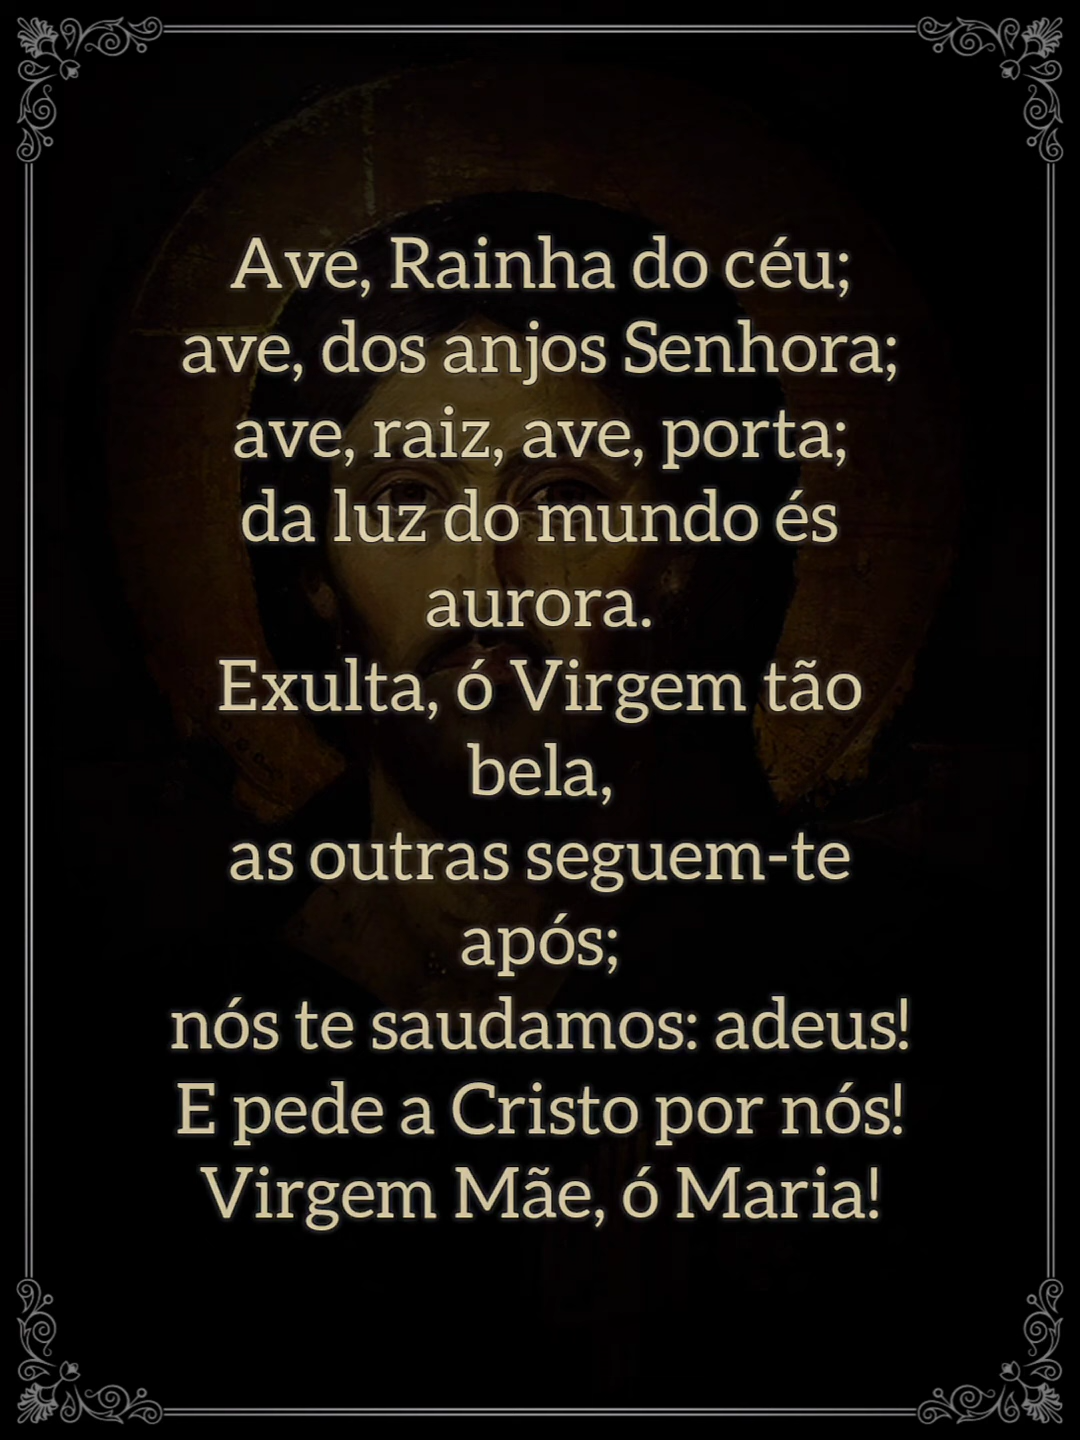 Ave, Rainha do céu;
ave, dos anjos Senhora;
ave, raiz, ave, porta;
da luz do mundo és
aurora.
Exulta, ó Virgem tão
bela,
as outras seguem-te
após;
nós te saudamos: adeus!
E pede a Cristo por nós!
Virgem Mãe, ó Maria!